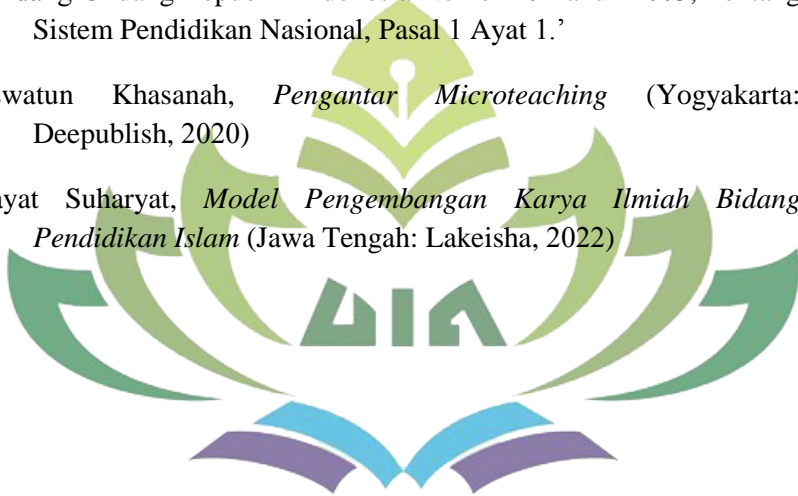 Sistem Pendidikan Nasional, Pasal 1 Ayat 1.’
Khasanah, Pengantar Microteaching (Yogyakarta:
Deepublish, 2020)
Suharyat, Model Pengembangan Karya Ilmiah Bidang
Pendidikan Islam (Jawa Tengah: Lakeisha, 2022)
UIN